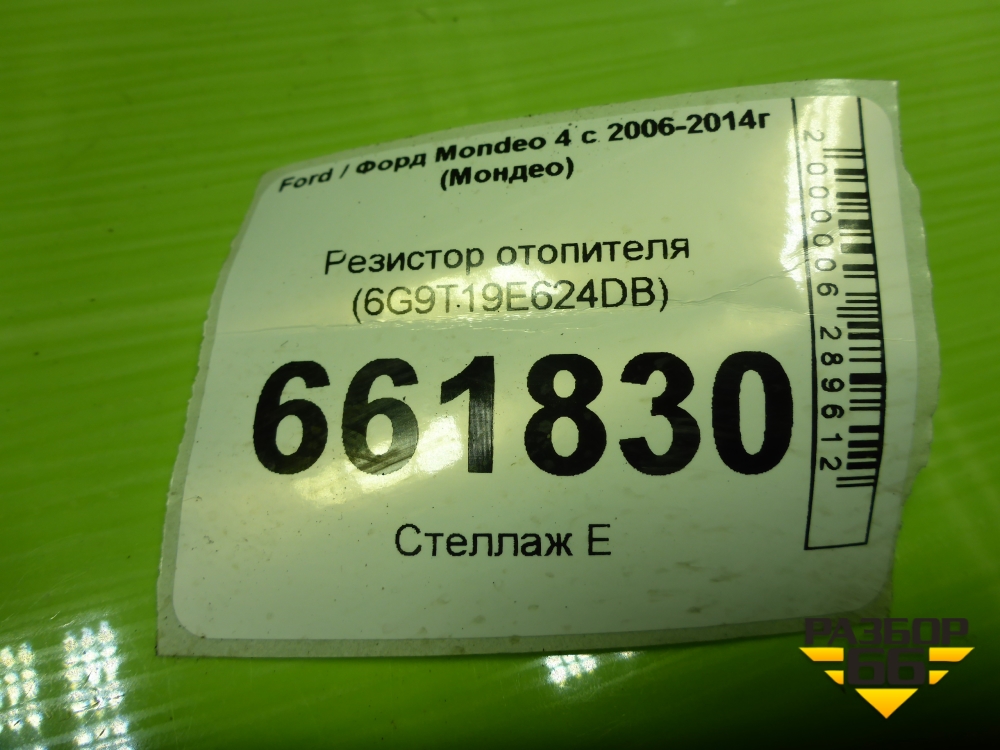 Ford / Форд Mondeo 4 с 2006-2014г
(Мондео)
Резистор отопителя
(6G9T19E624DB)
661830
Стеллаж E
2000006289612
РАЗБОР
66